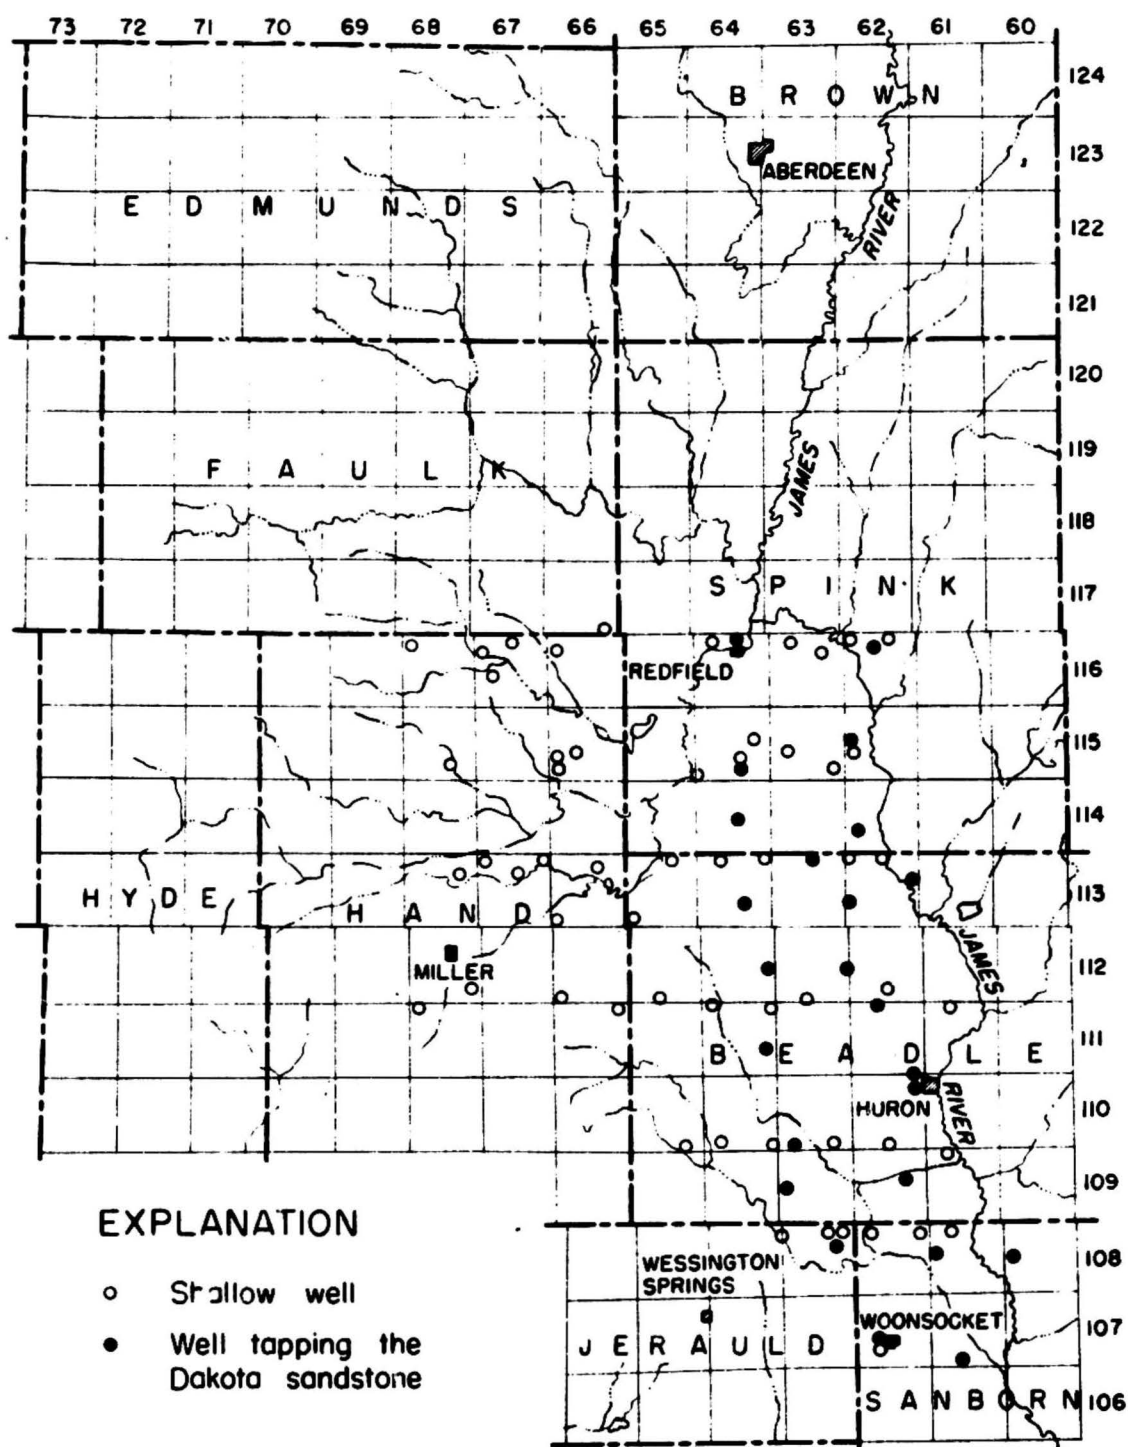 73 72 71 70 69 68 67 66 65 64 63 62 61 60
124
B R O W N
123
ABERDEEN
E D M U N D S
122
RIVER
121
120
119
F A U L K
JAMES
118
S P I N K
117
REDFIELD
116
115
114
H Y D E
H A N D
113
JAMES
MILLER
112
B E A D L E
111
HURON
RIVER
110
109
EXPLANATION
Shallow well
Well tapping the
Dakota sandstone
108
WESSINGTON
SPRINGS
WOONSOCKET
107
J E R A U L D
S A N B O R N
106